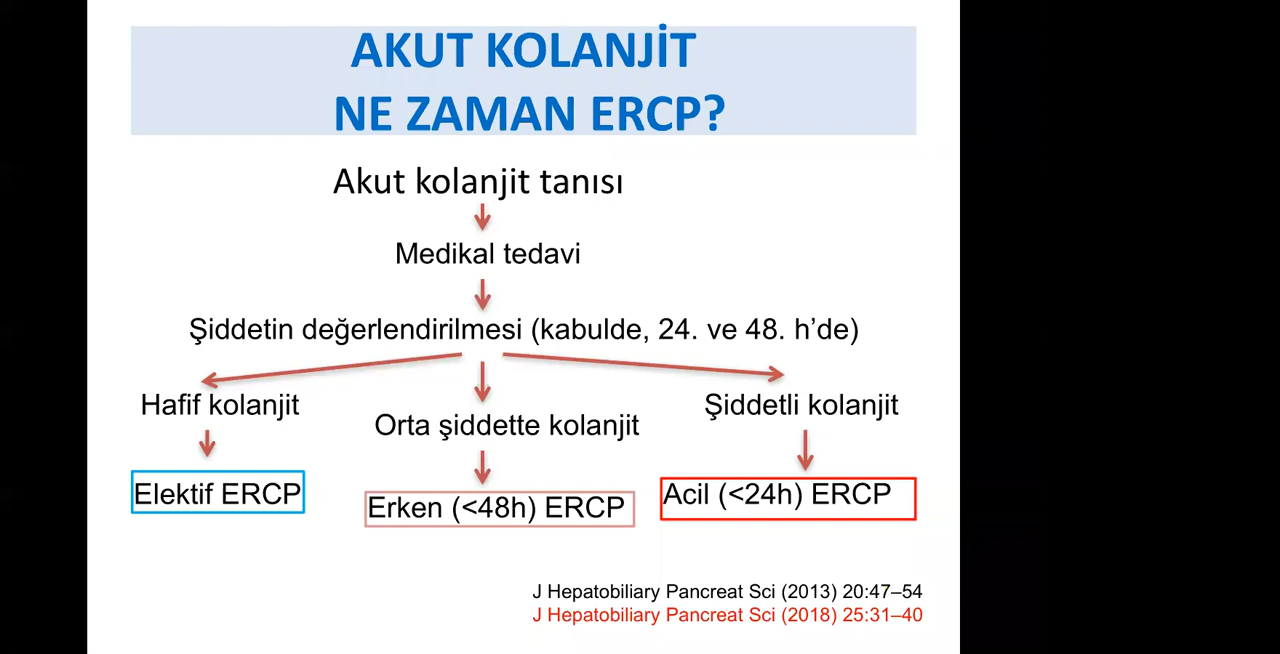 AKUT KOLANJİT
NE ZAMAN ERCP?
Akut kolanjit tanısı
Medikal tedavi
Şiddetin değerlendirilmesi (kabulde, 24. ve 48. h’de)
Hafif kolanjit
Orta şiddette kolanjit
Şiddetli kolanjit
Elektif ERCP
Erken (<48h) ERCP
Acil (<24h) ERCP
J Hepatobiliary Pancreat Sci (2013) 20:47–54
J Hepatobiliary Pancreat Sci (2018) 25:31–40